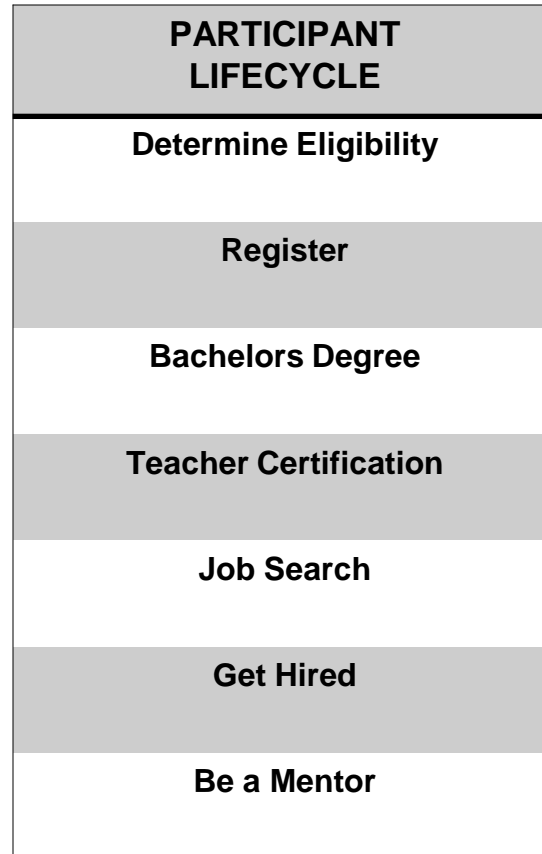 PARTICIPANT
LIFECYCLE
Determine Eligibility
Register
Bachelors Degree
Teacher Certification
Job Search
Get Hired
Be a Mentor